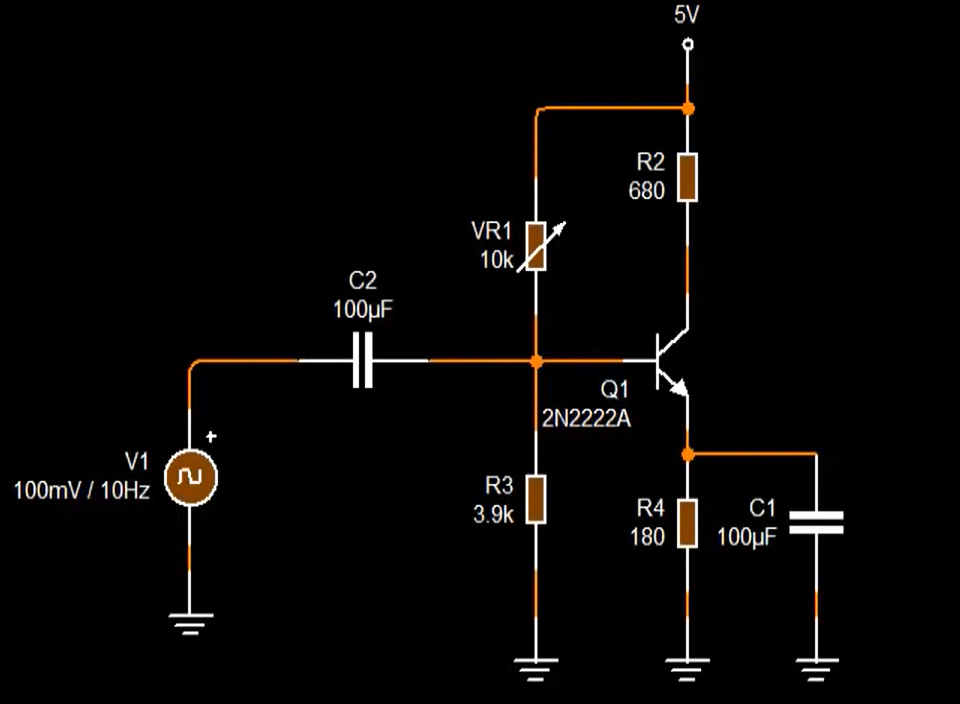 5V
R2
680
VR1
10k
C2
100µF
Q1
2N2222A
+
V1
100mV / 10Hz
R3
3.9k
R4
180
C1
100µF